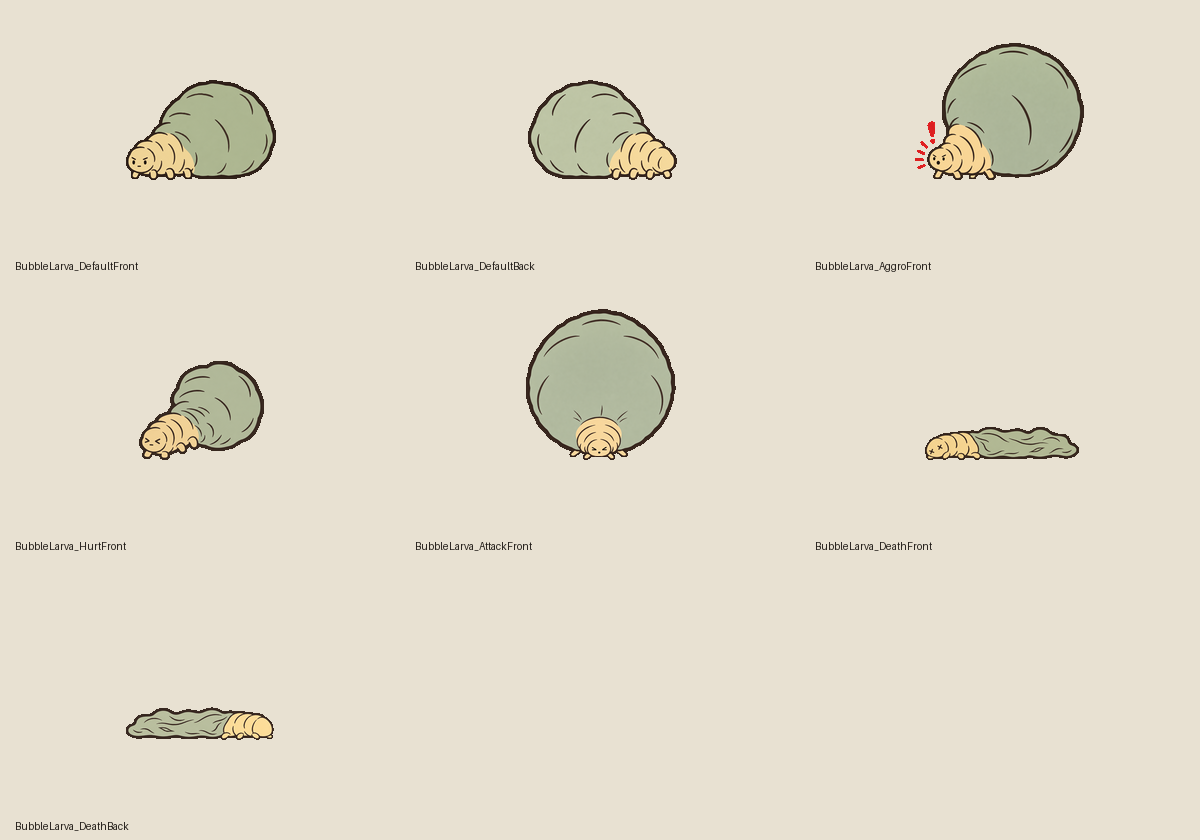 BubbleLarva_DefaultFront
BubbleLarva_DefaultBack
BubbleLarva_AggroFront
BubbleLarva_HurtFront
BubbleLarva_AttackFront
BubbleLarva_DeathFront
BubbleLarva_DeathBack